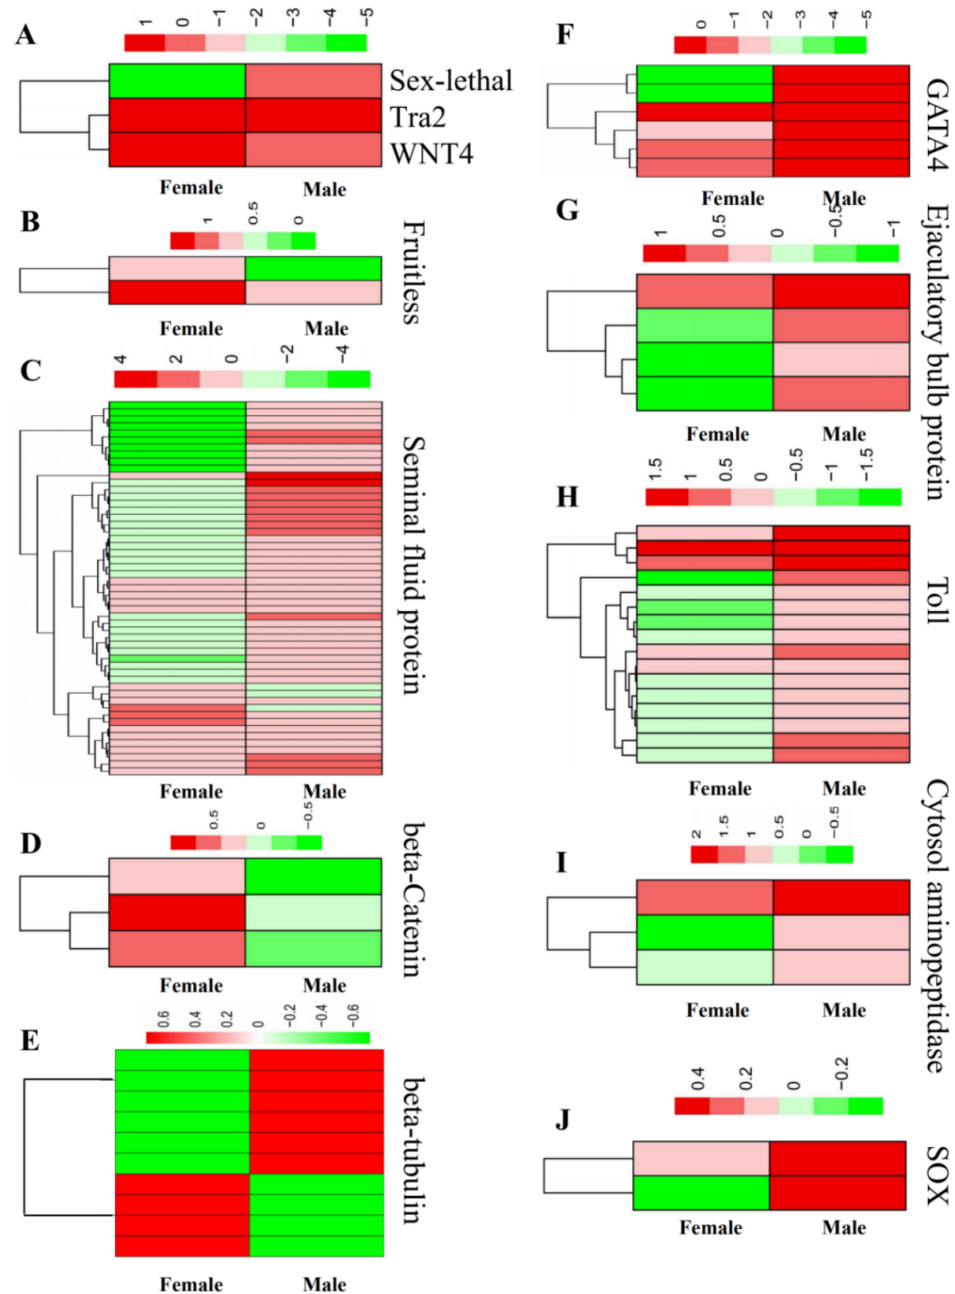 A
1 0 −1 −2 −3 −4 −5
Sex-lethal
Tra2
WNT4
Female Male
B
1 0.5 0
Fruitless
Female Male
C
4 2 0 −2 −4
Seminal fluid protein
Female Male
D
0.5 0 −0.5
beta-Catenin
Female Male
E
0.6 0.4 0.2 0 −0.2 −0.4 −0.6
beta-tubulin
Female Male
F
0 −1 −2 −3 −4 −5
GATA4
Female Male
G
1 0.5 0 −0.5 −1
Ejaculatory bulb protein
Female Male
H
1.5 1 0.5 0 −0.5 −1 −1.5
Toll
Female Male
I
2 1.5 1 0.5 0 −0.5
Cytosol aminopeptidase
Female Male
J
0.4 0.2 0 −0.2
SOX
Female Male